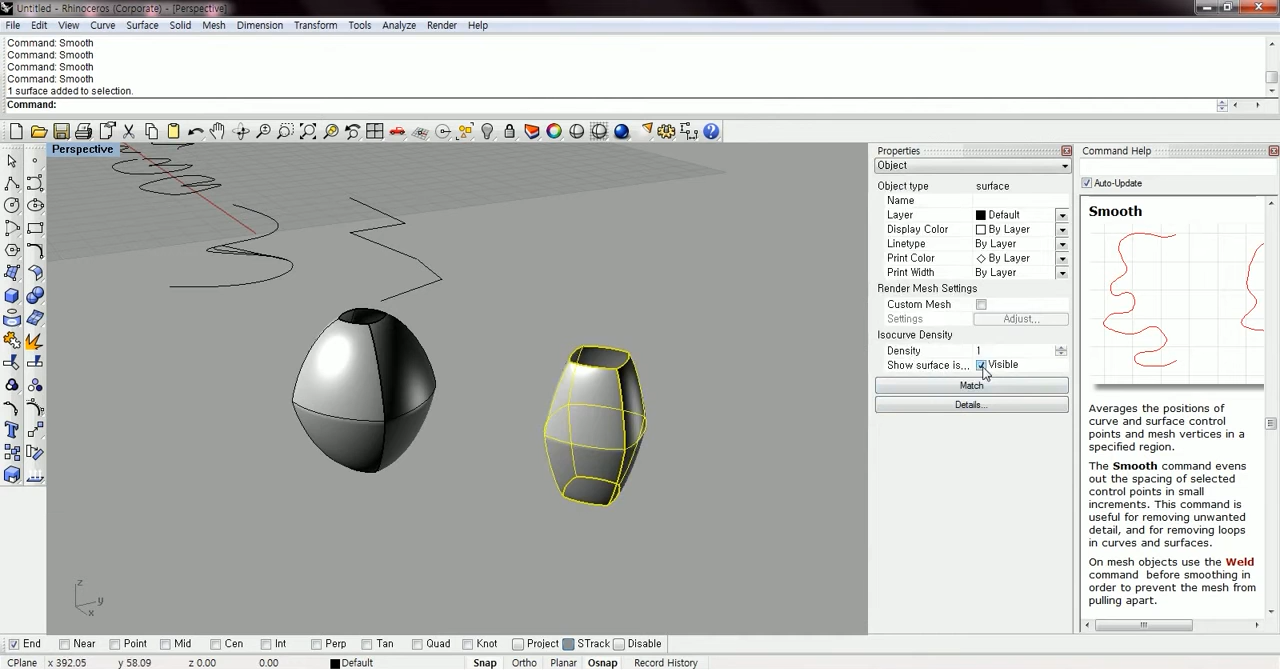 Untitled - Rhinoceros (Corporate) - [Perspective]
File Edit View Curve Surface Solid Mesh Dimension Transform Tools Analyze Render Help
Command: Smooth
Command: Smooth
Command: Smooth
Command: Smooth
1 surface added to selection.
Command:
Perspective
Properties
Object
Object type surface
Name
Layer Default
Display Color By Layer
Linetype By Layer
Print Color By Layer
Print Width By Layer
Render Mesh Settings
Custom Mesh
Settings Adjust...
Isocurve Density
Density 1
Show surface is... Visible
Match
Details...
Command Help
Auto-Update
Smooth
Averages the positions of
curve and surface control
points and mesh vertices in a
specified region.
The Smooth command evens
out the spacing of selected
control points in small
increments. This command is
useful for removing unwanted
detail, and for removing loops
in curves and surfaces.
On mesh objects use the Weld
command before smoothing in
order to prevent the mesh from
pulling apart.
z
y
x
End Near Point Mid Cen Int Perp Tan Quad Knot Project STrack Disable
CPlane x 392.05 y 58.09 z 0.00 0.00 Default Snap Ortho Planar Osnap Record History